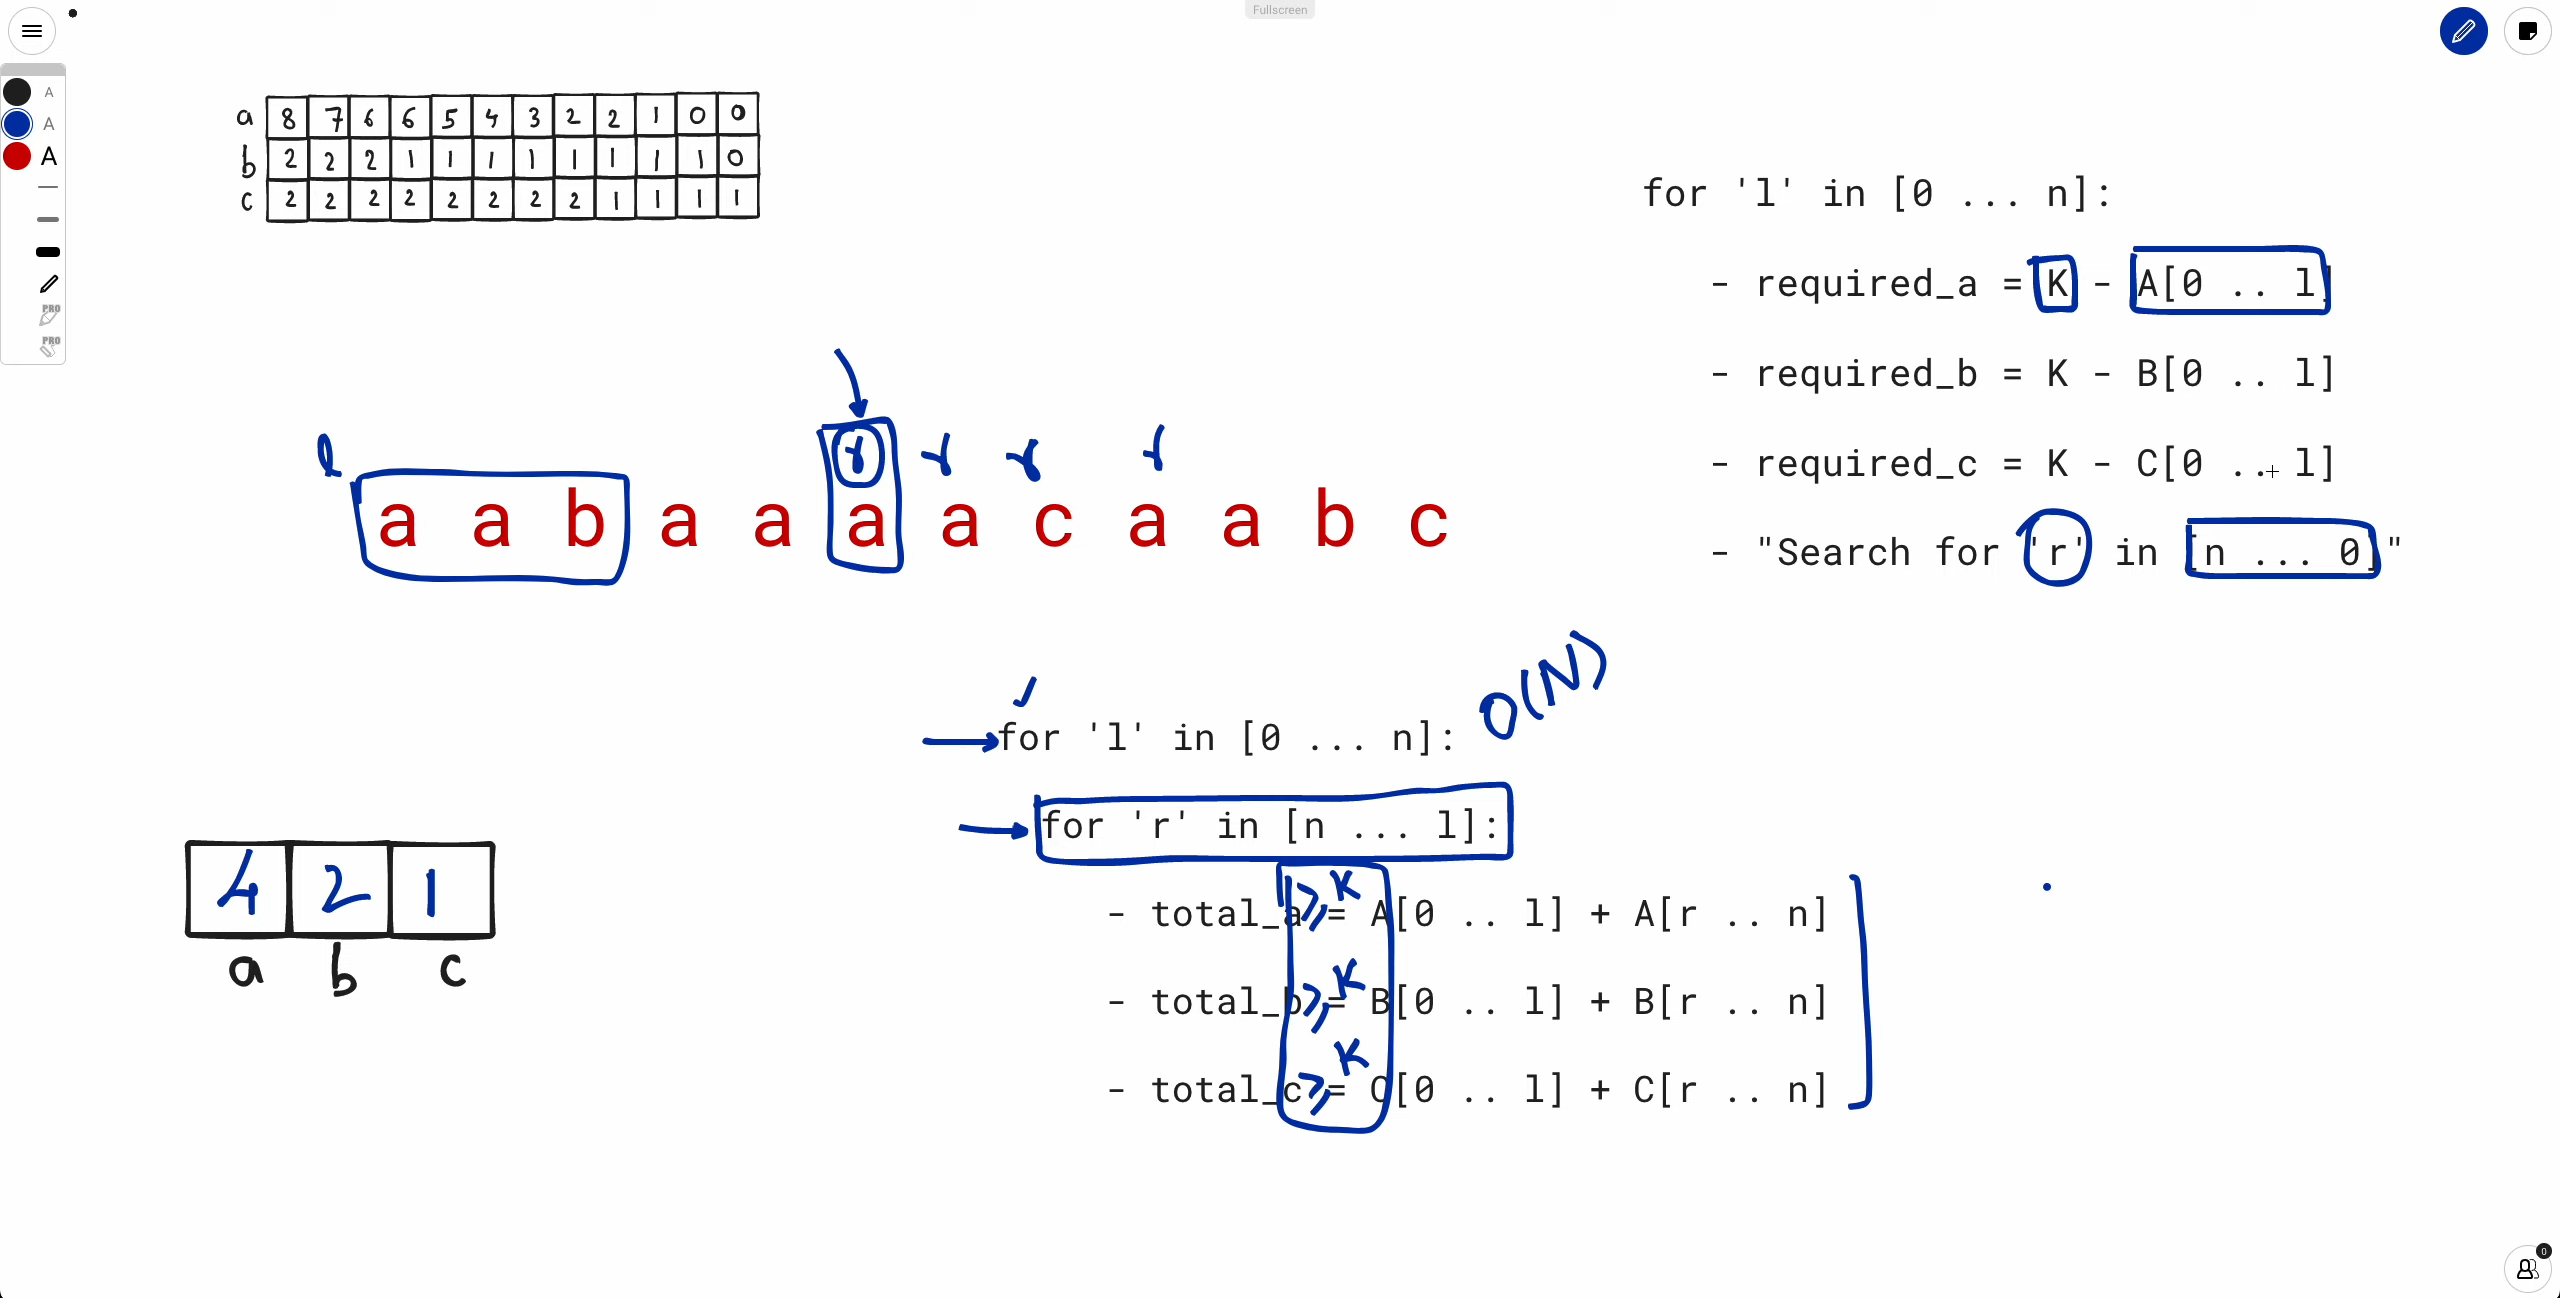 Fullscreen
A
A
A
PRO
PRO
a 8 7 6 6 5 4 3 2 2 1 0 0
b 2 2 2 1 1 1 1 1 1 1 1 0
c 2 2 2 2 2 2 2 2 1 1 1 1
for 'l' in [0 ... n]:
- required_a = K - A[0 .. l]
- required_b = K - B[0 .. l]
- required_c = K - C[0 .. l]
- "Search for 'r' in [n ... 0]"
l r r r r
a a b a a a a c a a b c
for 'l' in [0 ... n]: O(N)
for 'r' in [n ... l]:
- total_a = A[0 .. l] + A[r .. n]
≥ K
- total_b = B[0 .. l] + B[r .. n]
≥ K
- total_c = C[0 .. l] + C[r .. n]
≥ K
4 2 1
a b c
0